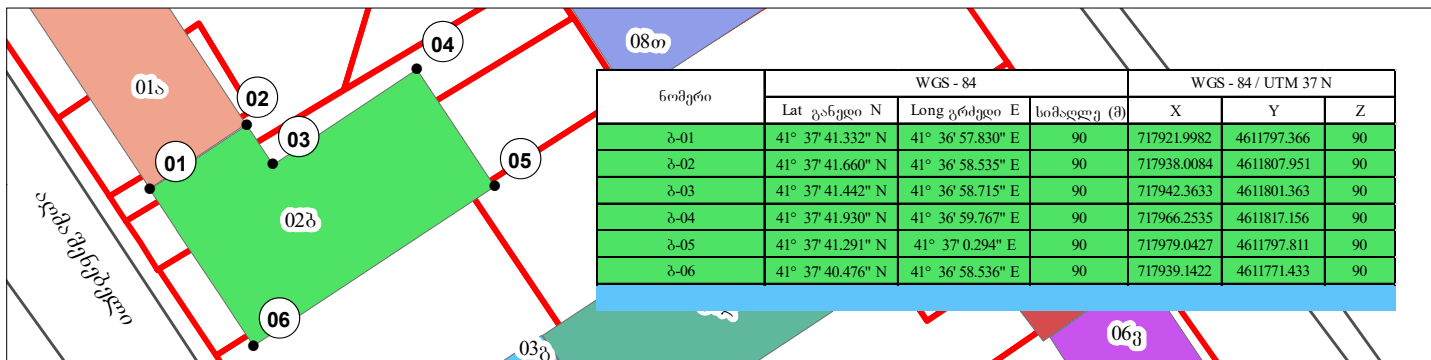 01ა
02
04
08თ
03
01
05
02ბ
06
აღმაშენებელი
03გ
06ვ
ნომერი WGS - 84 WGS - 84 / UTM 37 N
Lat განედი N Long გრძედი E სიმაღლე (მ) X Y Z
ბ-01 41° 37' 41.332" N 41° 36' 57.830" E 90 717921.9982 4611797.366 90
ბ-02 41° 37' 41.660" N 41° 36' 58.535" E 90 717938.0084 4611807.951 90
ბ-03 41° 37' 41.442" N 41° 36' 58.715" E 90 717942.3633 4611801.363 90
ბ-04 41° 37' 41.930" N 41° 36' 59.767" E 90 717966.2535 4611817.156 90
ბ-05 41° 37' 41.291" N 41° 37' 0.294" E 90 717979.0427 4611797.811 90
ბ-06 41° 37' 40.476" N 41° 36' 58.536" E 90 717939.1422 4611771.433 90